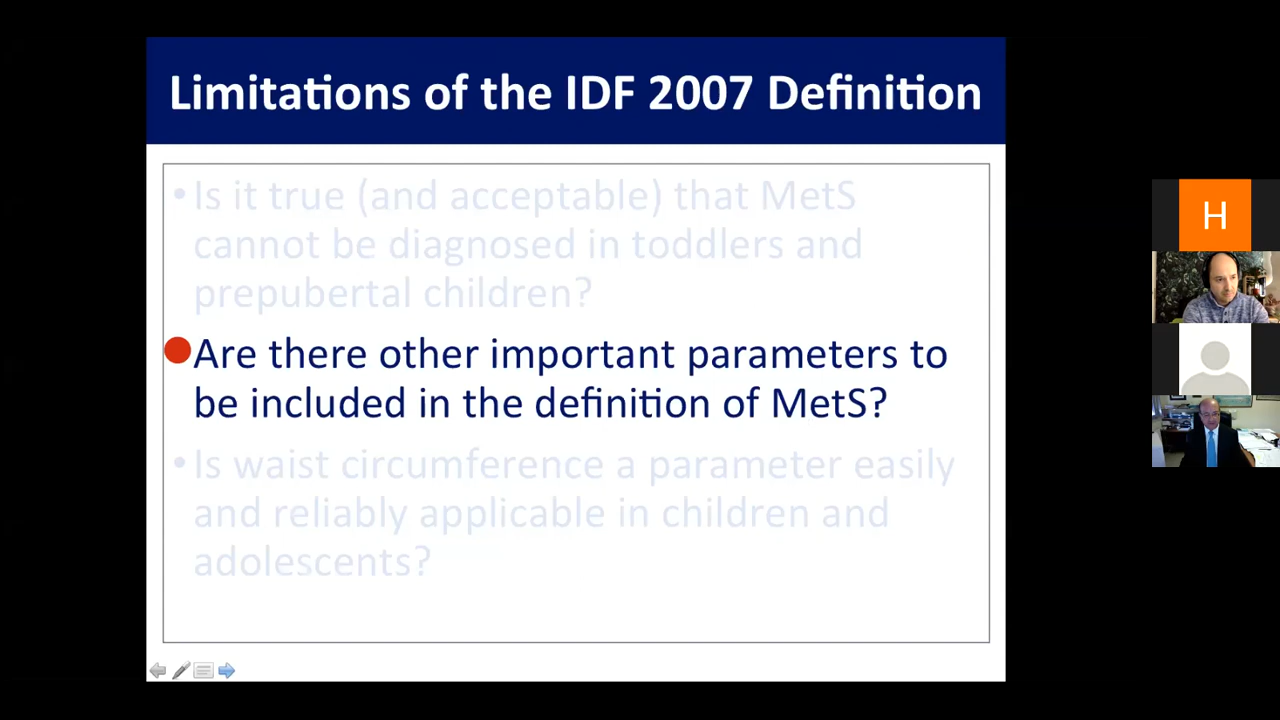 Limitations of the IDF 2007 Definition
• Is it true (and acceptable) that MetS
cannot be diagnosed in toddlers and
prepubertal children?
Are there other important parameters to
be included in the definition of MetS?
• Is waist circumference a parameter easily
and reliably applicable in children and
adolescents?
H